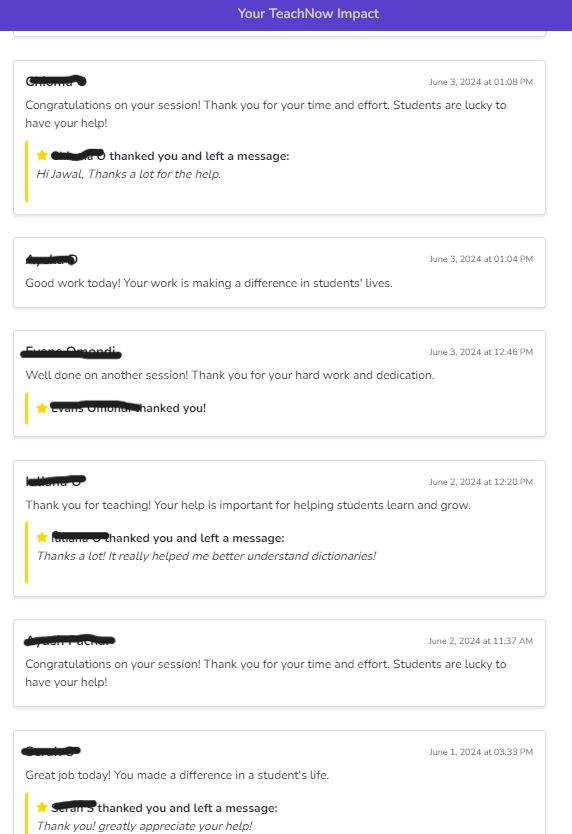 Your TeachNow Impact
June 3, 2024 at 01:08 PM
Congratulations on your session! Thank you for your time and effort. Students are lucky to
have your help!
thanked you and left a message:
Hi Jawal, Thanks a lot for the help.
June 3, 2024 at 01:04 PM
Good work today! Your work is making a difference in students' lives.
June 3, 2024 at 12:46 PM
Well done on another session! Thank you for your hard work and dedication.
thanked you!
June 2, 2024 at 12:20 PM
Thank you for teaching! Your help is important for helping students learn and grow.
thanked you and left a message:
Thanks a lot! It really helped me better understand dictionaries!
June 2, 2024 at 11:37 AM
Congratulations on your session! Thank you for your time and effort. Students are lucky to
have your help!
June 1, 2024 at 03:33 PM
Great job today! You made a difference in a student's life.
thanked you and left a message:
Thank you! greatly appreciate your help!